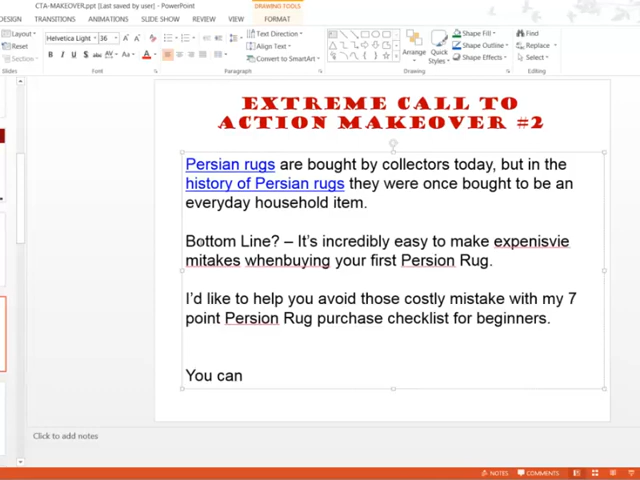 CTA-MAKEOVER.ppt [Last saved by user] - PowerPoint
DRAWING TOOLS
DESIGN TRANSITIONS ANIMATIONS SLIDE SHOW REVIEW VIEW FORMAT
Layout
Reset
Section
Slides
Helvetica Light 36
Font
Paragraph
Text Direction
Align Text
Convert to SmartArt
Arrange
Quick
Styles
Drawing
Shape Fill
Shape Outline
Shape Effects
Find
Replace
Select
Editing
EXTREME CALL TO
ACTION MAKEOVER #2
Persian rugs are bought by collectors today, but in the
history of Persian rugs they were once bought to be an
everyday household item.
Bottom Line? – It's incredibly easy to make expenisvie
mitakes whenbuying your first Persion Rug.
I'd like to help you avoid those costly mistake with my 7
point Persion Rug purchase checklist for beginners.
You can
Click to add notes
NOTES COMMENTS